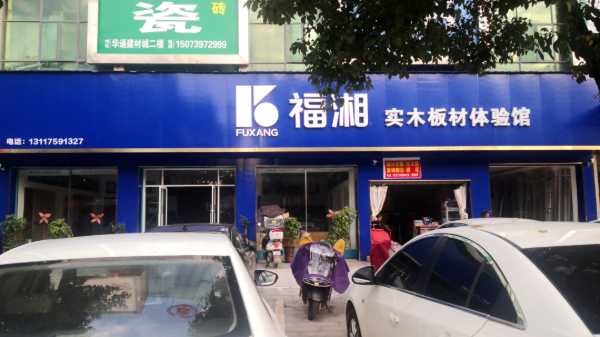 瓷砖
华通建材城二楼 15073972999
福湘
FUXANG
实木板材体验馆
电话：13117591327